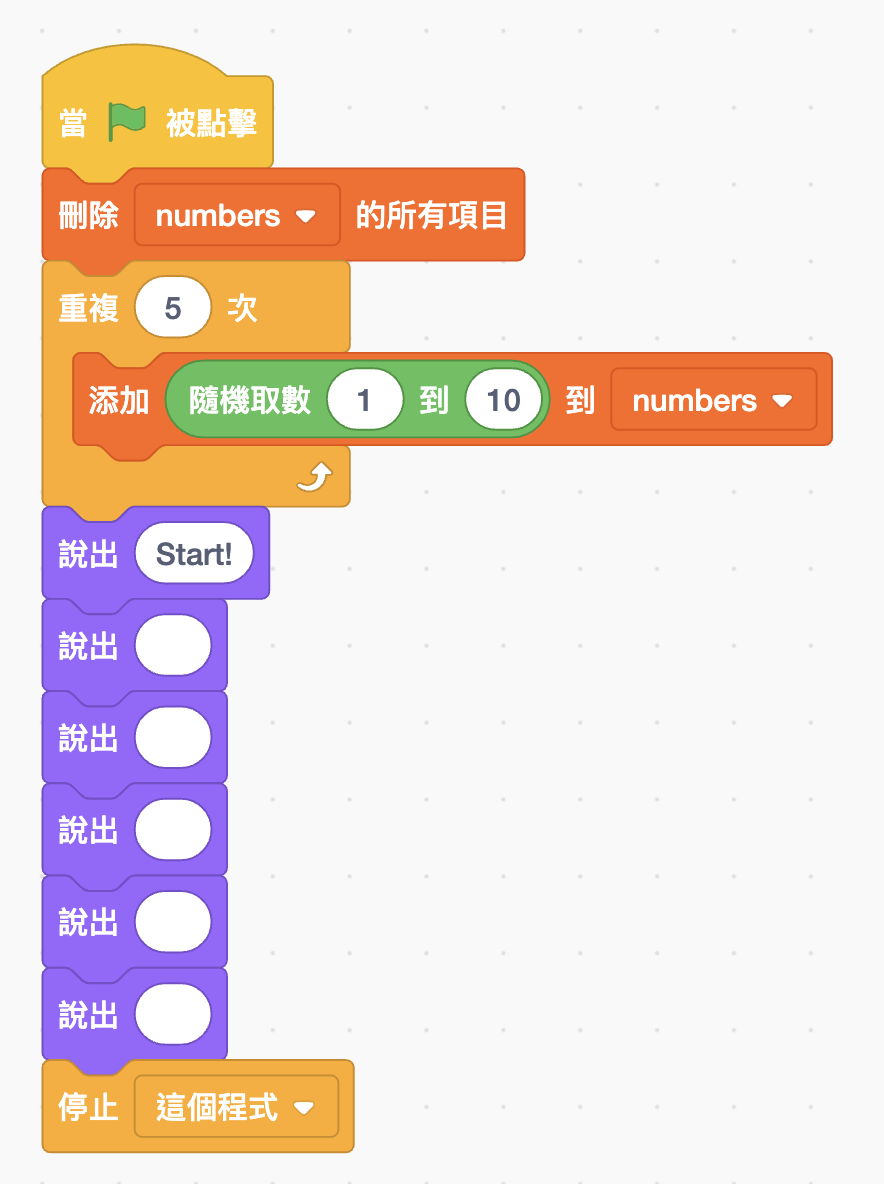 當 被點擊
刪除 numbers 的所有項目
重複 5 次
添加 隨機取數 1 到 10 到 numbers
說出 Start!
說出
說出
說出
說出
說出
停止 這個程式